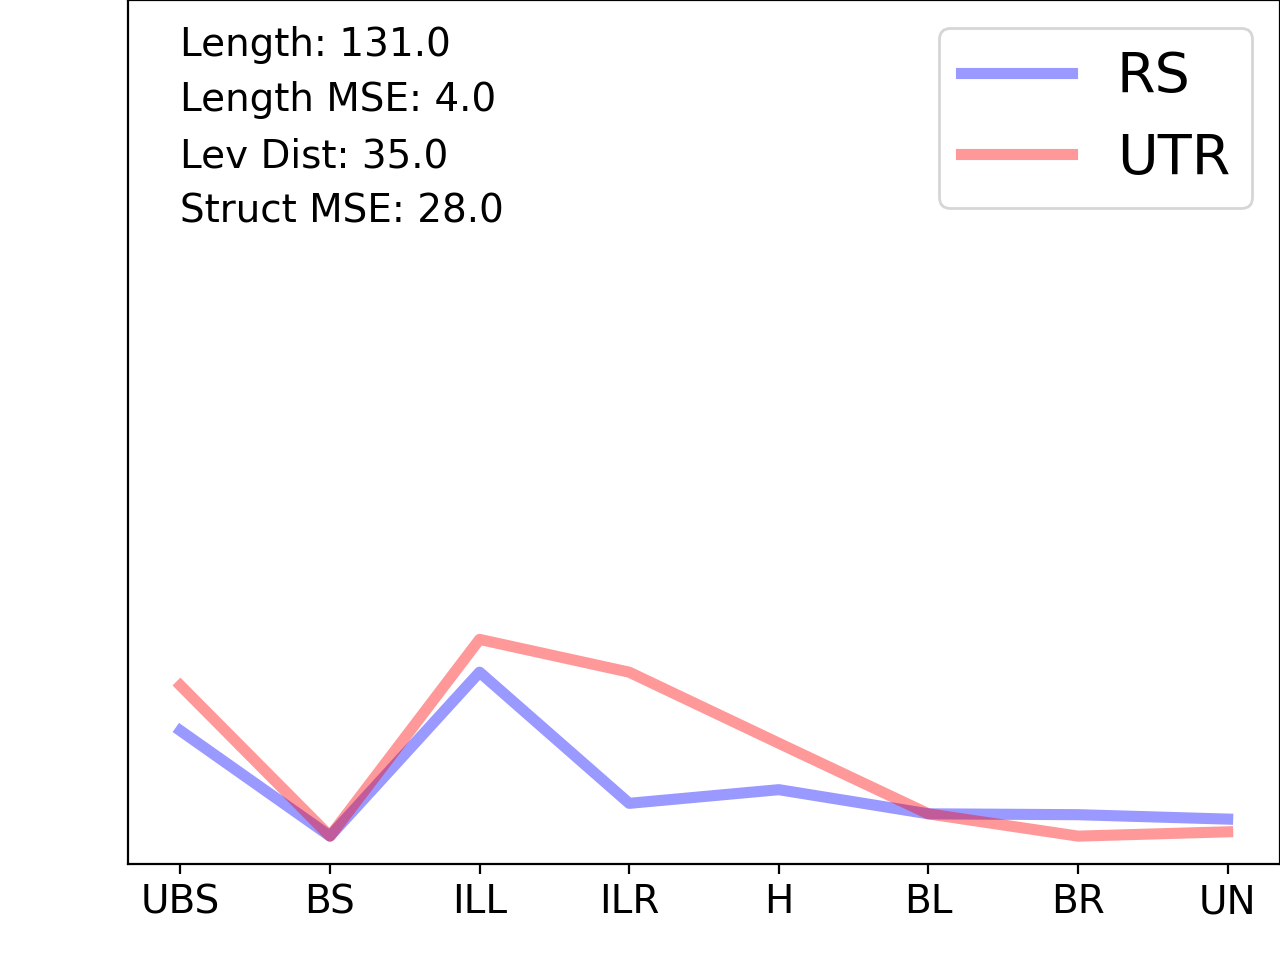 Length: 131.0
Length MSE: 4.0
Lev Dist: 35.0
Struct MSE: 28.0
RS
UTR
UBS BS ILL ILR H BL BR UN